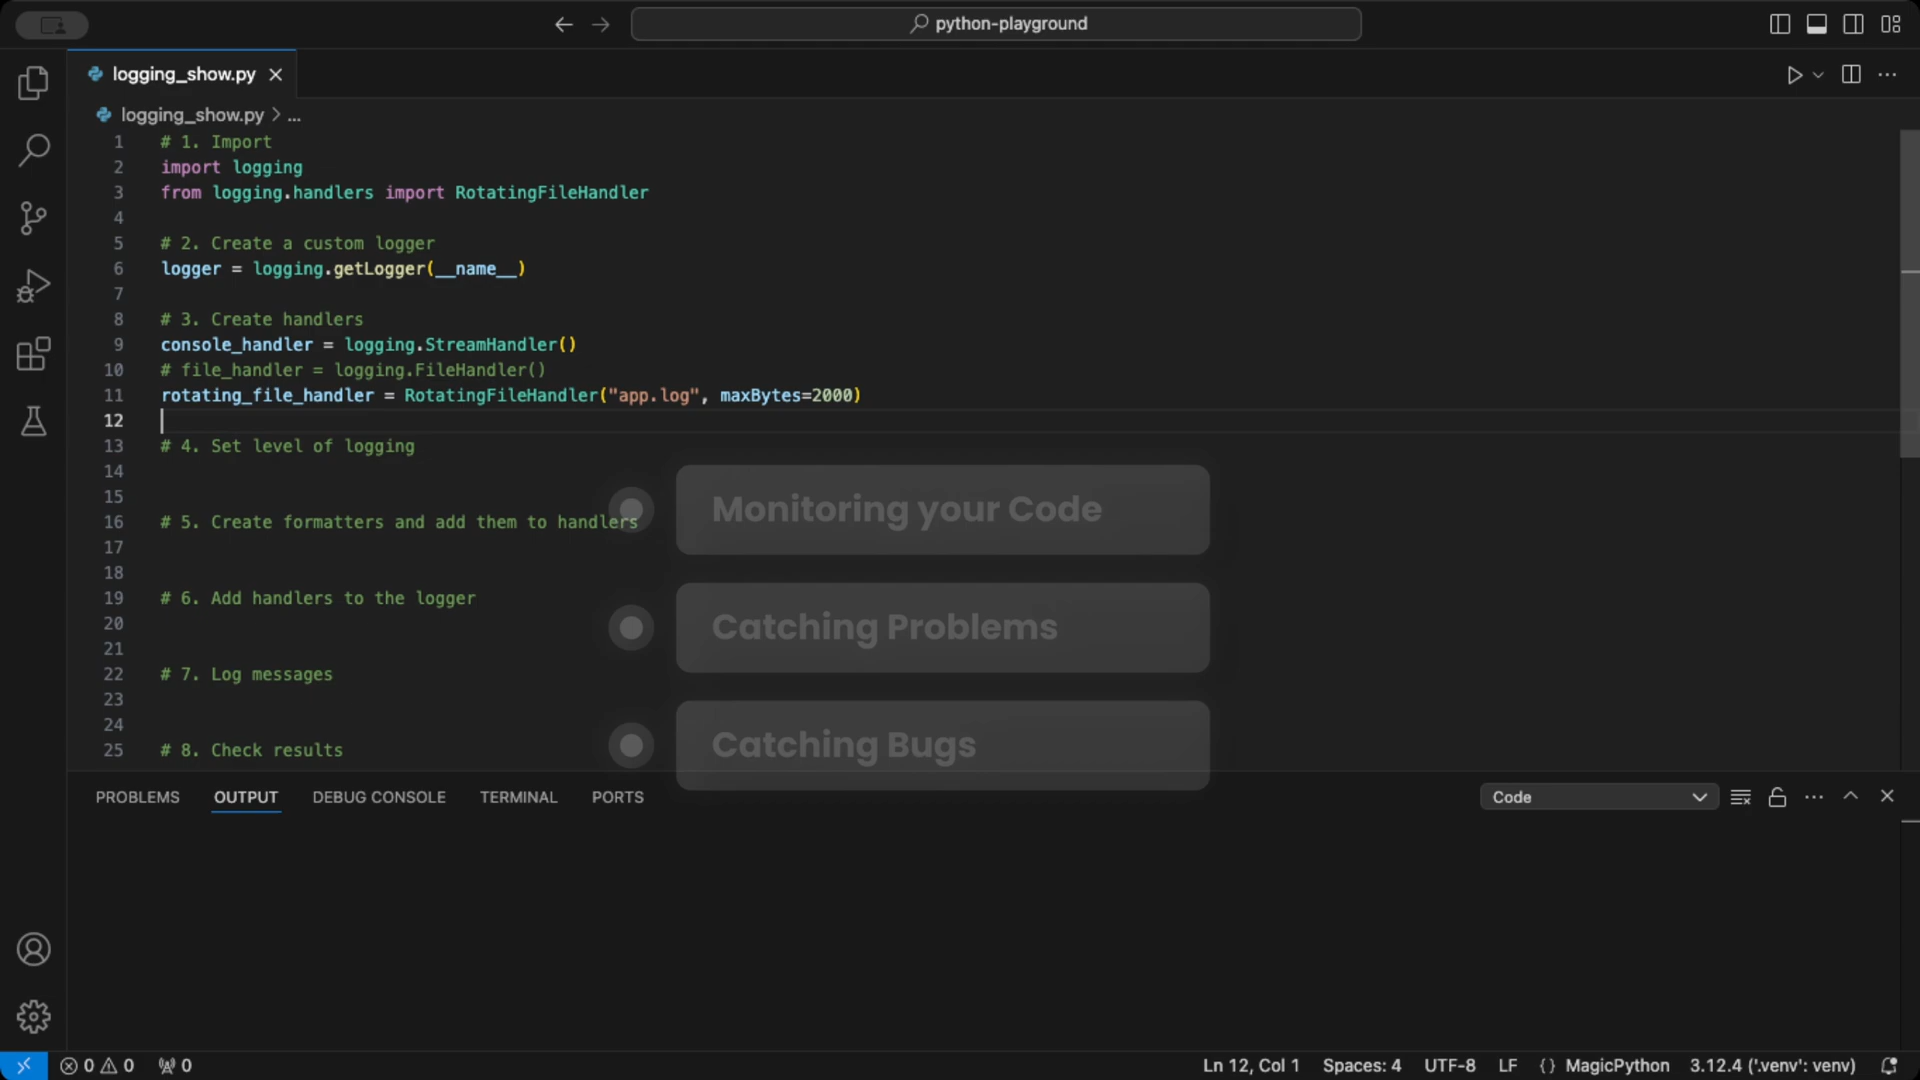 python-playground
logging_show.py
logging_show.py > ...
1 # 1. Import
2 import logging
3 from logging.handlers import RotatingFileHandler
4
5 # 2. Create a custom logger
6 logger = logging.getLogger(__name__)
7
8 # 3. Create handlers
9 console_handler = logging.StreamHandler()
10 # file_handler = logging.FileHandler()
11 rotating_file_handler = RotatingFileHandler("app.log", maxBytes=2000)
12
13 # 4. Set level of logging
14
15
16 # 5. Create formatters and add them to handlers
17
18
19 # 6. Add handlers to the logger
20
21
22 # 7. Log messages
23
24
25 # 8. Check results
Monitoring your Code
Catching Problems
Catching Bugs
PROBLEMS OUTPUT DEBUG CONSOLE TERMINAL PORTS Code
0 0 0 Ln 12, Col 1 Spaces: 4 UTF-8 LF {} MagicPython 3.12.4 ('.venv': venv)